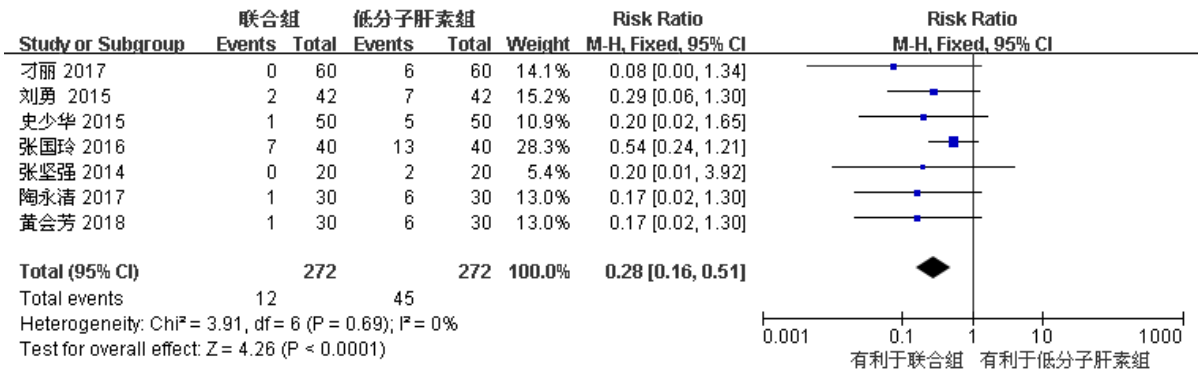 联合组 低分子肝素组 Risk Ratio Risk Ratio
Study or Subgroup Events Total Events Total Weight M-H, Fixed, 95% CI M-H, Fixed, 95% CI
才丽 2017 0 60 6 60 14.1% 0.08 [0.00, 1.34]
刘勇 2015 2 42 7 42 15.2% 0.29 [0.06, 1.30]
史少华 2015 1 50 5 50 10.9% 0.20 [0.02, 1.65]
张国玲 2016 7 40 13 40 28.3% 0.54 [0.24, 1.21]
张坚强 2014 0 20 2 20 5.4% 0.20 [0.01, 3.92]
陶永清 2017 1 30 6 30 13.0% 0.17 [0.02, 1.30]
黄会芳 2018 1 30 6 30 13.0% 0.17 [0.02, 1.30]
Total (95% CI) 272 272 100.0% 0.28 [0.16, 0.51]
Total events 12 45
Heterogeneity: Chi² = 3.91, df = 6 (P = 0.69); I² = 0%
Test for overall effect: Z = 4.26 (P < 0.0001)
0.001 0.1 1 10 1000
有利于联合组 有利于低分子肝素组